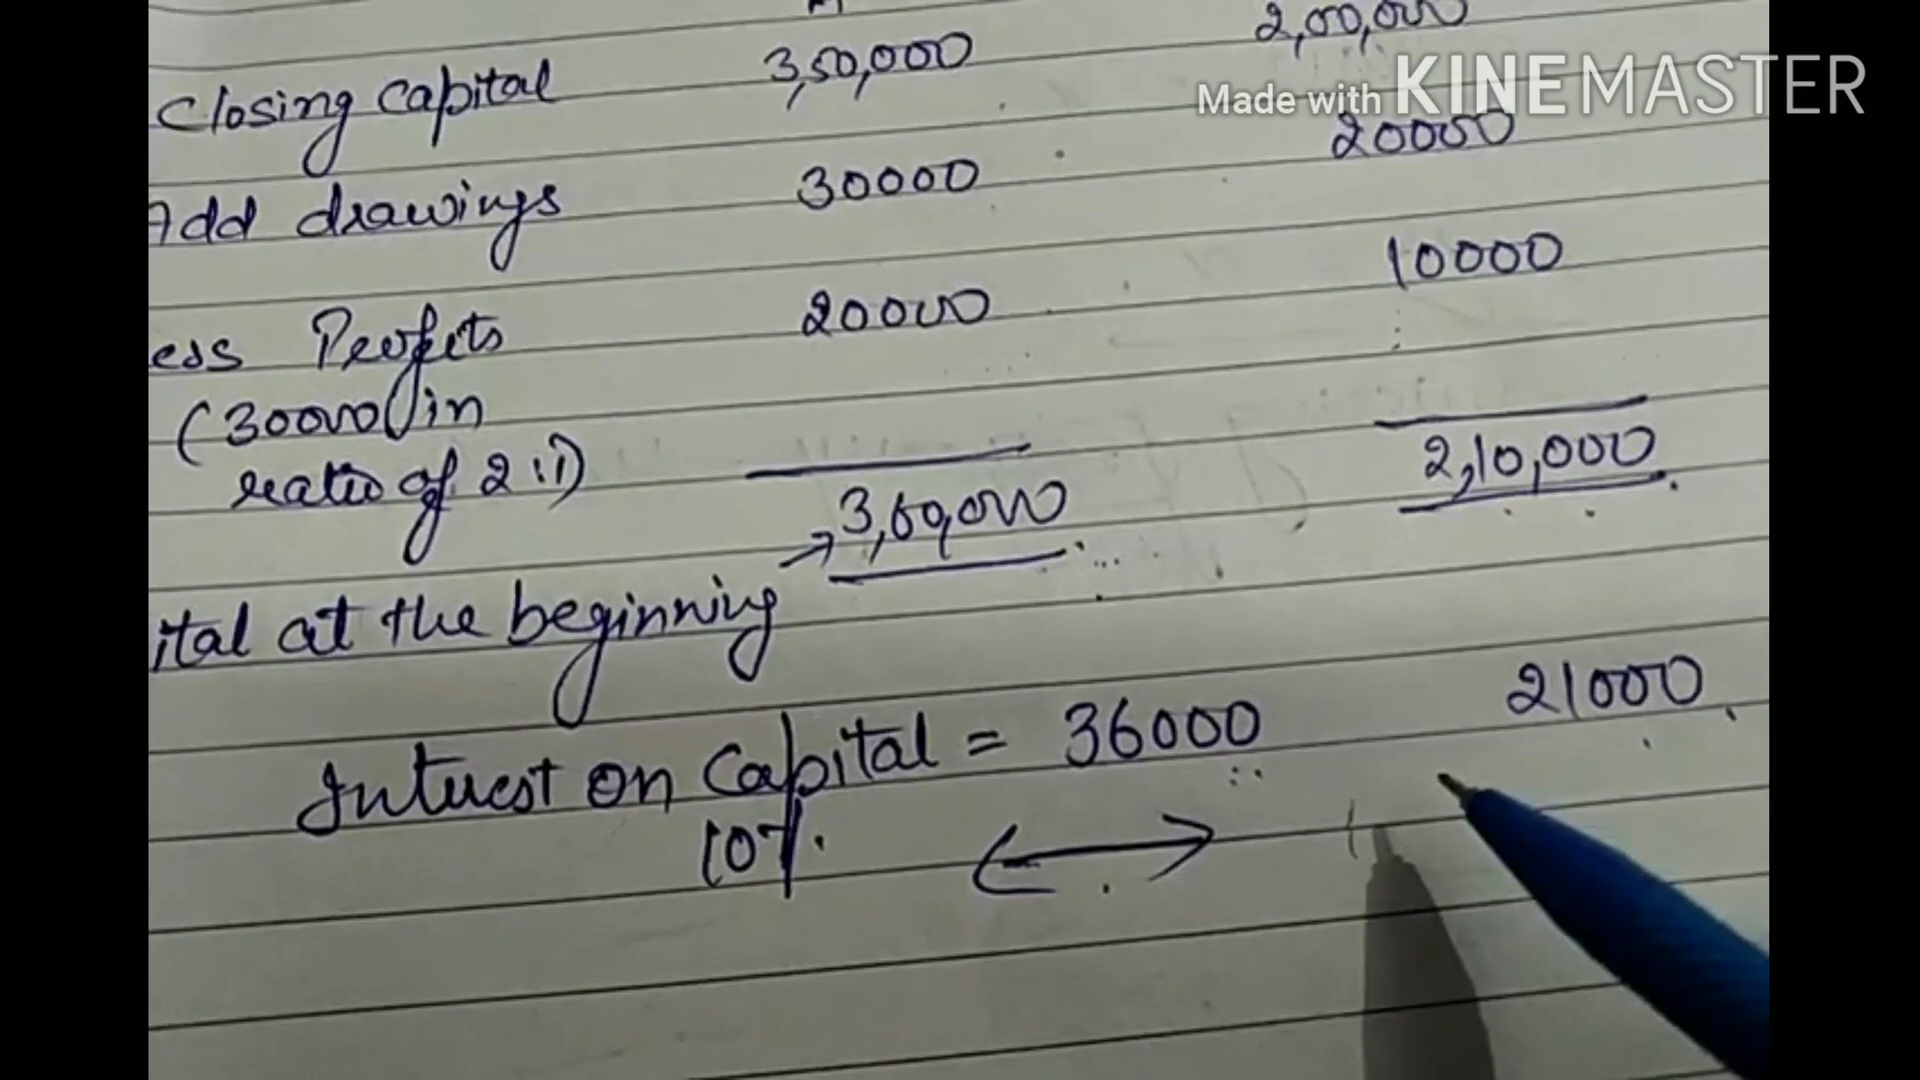 2,00,000
Closing capital 3,50,000
Made with KINEMASTER
Add drawings 30000 20000
ess Profits 20000 10000
(30000 in
ratio of 2:1)
3,60,000 2,10,000
ital at the beginning
Interest on Capital = 36000 21000
10%